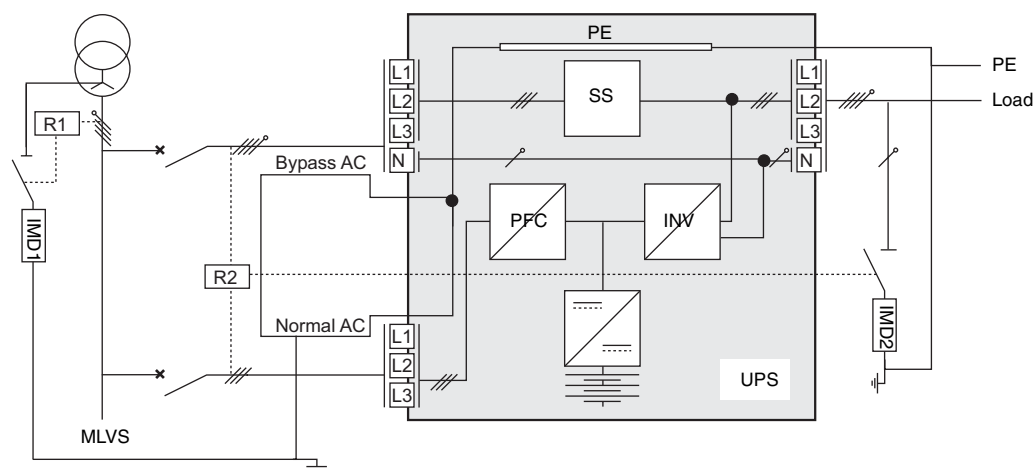 PE
L1
L2
L3
N
SS
L1
L2
L3
N
PE
Load
R1
Bypass AC
PFC
INV
IMD1
R2
Normal AC
L1
L2
L3
IMD2
UPS
MLVS